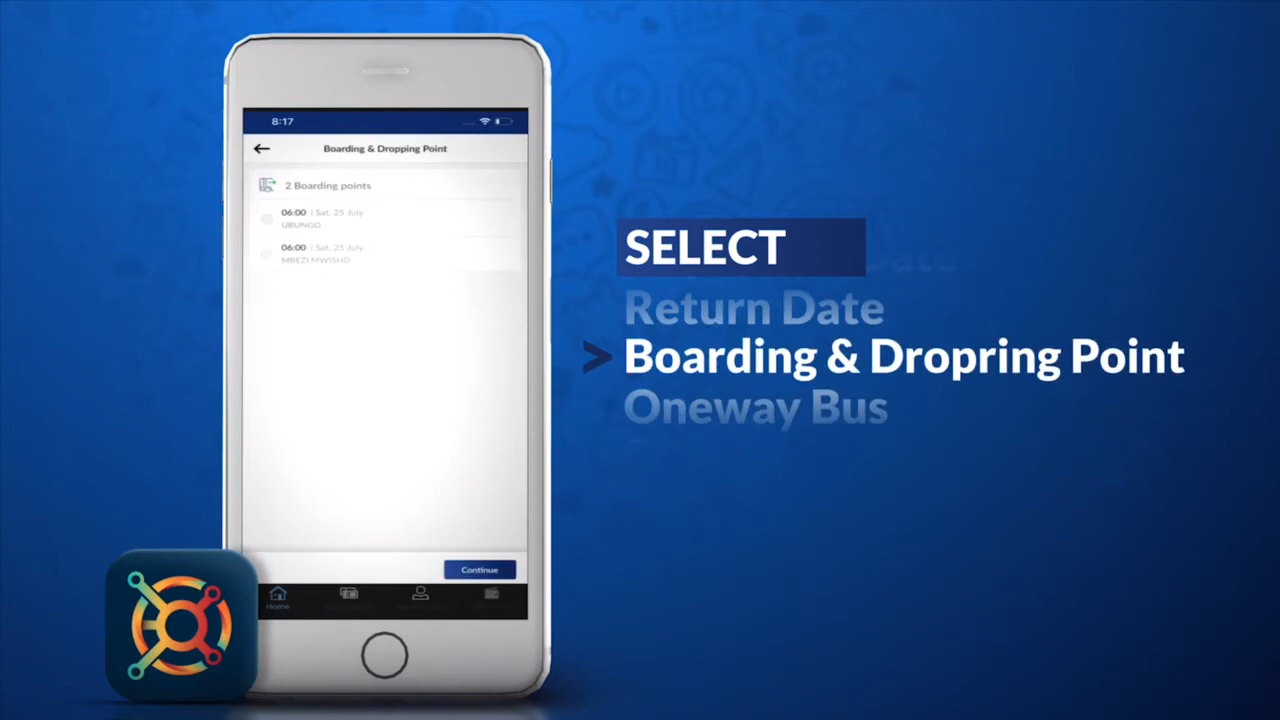 8:17
Boarding & Dropping Point
2 Boarding points
06:00 | Sat, 25 July
UBUNGO
06:00 | Sat, 25 July
MBEZI MWISHO
Continue
Home
SELECT
Date
Return Date
> Boarding & Dropring Point
Oneway Bus